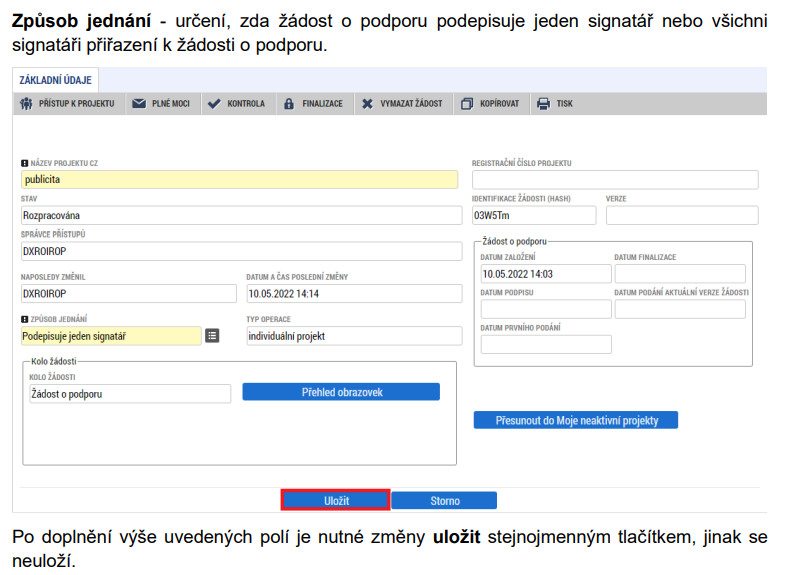 Způsob jednání - určení, zda žádost o podporu podepisuje jeden signatář nebo všichni
signatáři přiřazení k žádosti o podporu.
ZÁKLADNÍ ÚDAJE
PŘÍSTUP K PROJEKTU PLNÉ MOCI KONTROLA FINALIZACE VYMAZAT ŽÁDOST KOPÍROVAT TISK
NÁZEV PROJEKTU CZ
publicita
REGISTRAČNÍ ČÍSLO PROJEKTU
STAV
Rozpracována
IDENTIFIKACE ŽÁDOSTI (HASH) VERZE
03W5Tm
SPRÁVCE PŘÍSTUPŮ
DXROIROP
Žádost o podporu
DATUM ZALOŽENÍ DATUM FINALIZACE
10.05.2022 14:03
NAPOSLEDY ZMĚNIL DATUM A ČAS POSLEDNÍ ZMĚNY
DXROIROP 10.05.2022 14:14
DATUM PODPISU DATUM PODÁNÍ AKTUÁLNÍ VERZE ŽÁDOSTI
ZPŮSOB JEDNÁNÍ TYP OPERACE
Podepisuje jeden signatář individuální projekt
DATUM PRVNÍHO PODÁNÍ
Kolo žádosti
KOLO ŽÁDOSTI
Žádost o podporu Přehled obrazovek
Přesunout do Moje neaktivní projekty
Uložit Storno
Po doplnění výše uvedených polí je nutné změny uložit stejnojmenným tlačítkem, jinak se
neuloží.